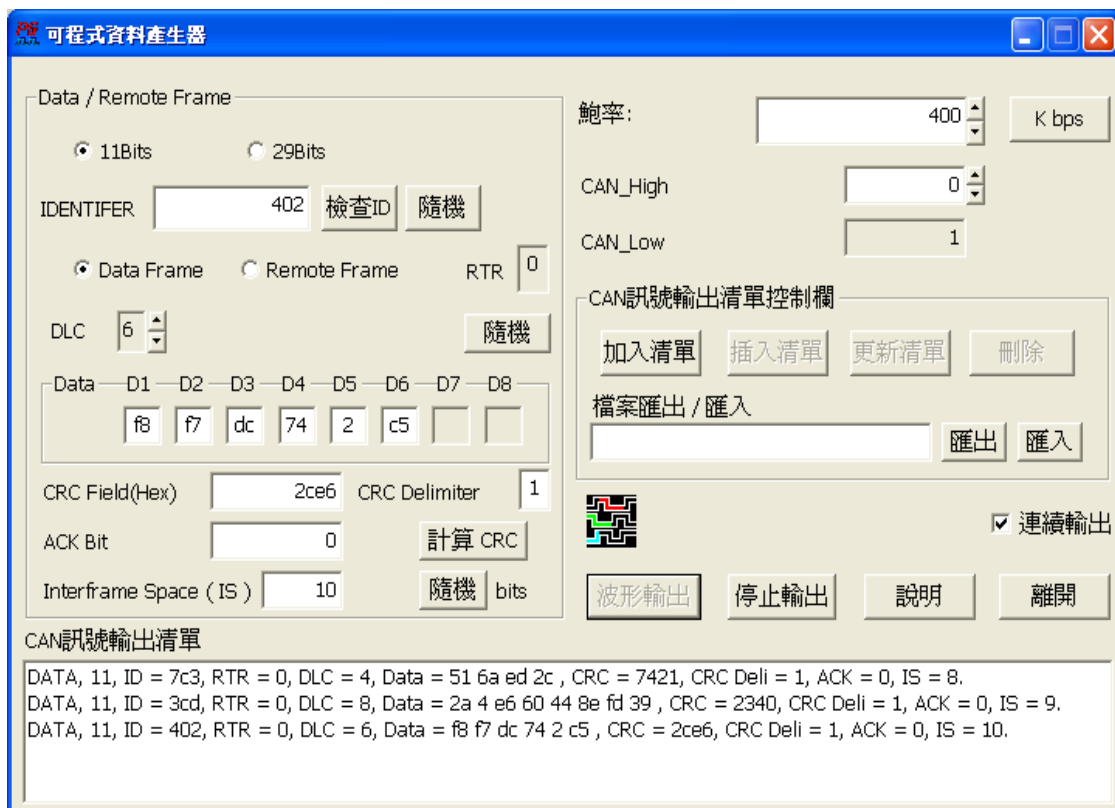 可程式資料產生器
Data / Remote Frame
11Bits 29Bits
IDENTIFER 402 檢查ID 隨機
Data Frame Remote Frame RTR 0
DLC 6 隨機
Data D1 D2 D3 D4 D5 D6 D7 D8
f8 f7 dc 74 2 c5
CRC Field(Hex) 2ce6 CRC Delimiter 1
ACK Bit 0 計算 CRC
Interframe Space ( IS ) 10 隨機 bits
鮑率: 400 K bps
CAN_High 0
CAN_Low 1
CAN訊號輸出清單控制欄
加入清單 插入清單 更新清單 刪除
檔案匯出 / 匯入
匯出 匯入
連續輸出
波形輸出 停止輸出 說明 離開
CAN訊號輸出清單
DATA, 11, ID = 7c3, RTR = 0, DLC = 4, Data = 51 6a ed 2c , CRC = 7421, CRC Deli = 1, ACK = 0, IS = 8.
DATA, 11, ID = 3cd, RTR = 0, DLC = 8, Data = 2a 4 e6 60 44 8e fd 39 , CRC = 2340, CRC Deli = 1, ACK = 0, IS = 9.
DATA, 11, ID = 402, RTR = 0, DLC = 6, Data = f8 f7 dc 74 2 c5 , CRC = 2ce6, CRC Deli = 1, ACK = 0, IS = 10.